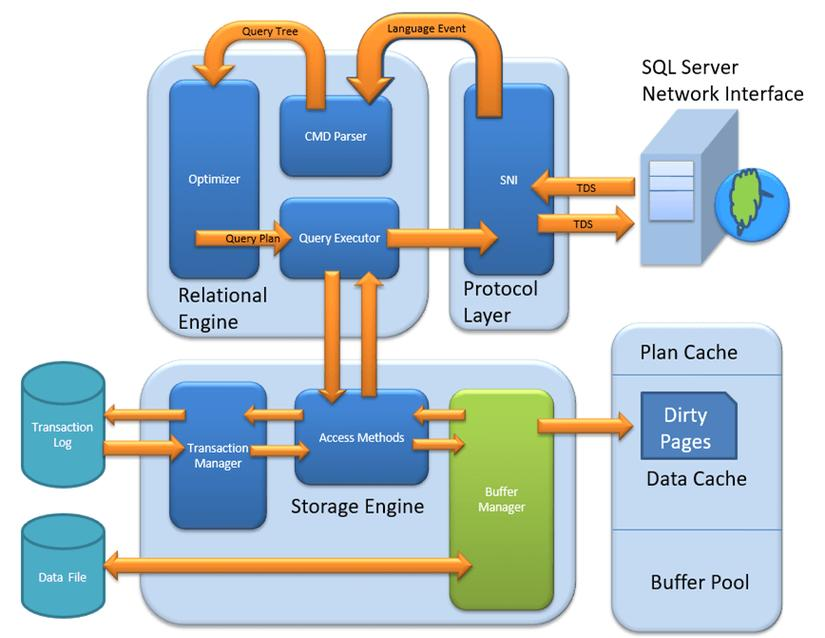 Query Tree
Language Event
SQL Server
Network Interface
CMD Parser
Optimizer
SNI
TDS
TDS
Query Plan
Query Executor
Relational
Engine
Protocol
Layer
Plan Cache
Dirty
Pages
Data Cache
Buffer Pool
Transaction
Log
Transaction
Manager
Access Methods
Storage Engine
Buffer
Manager
Data File